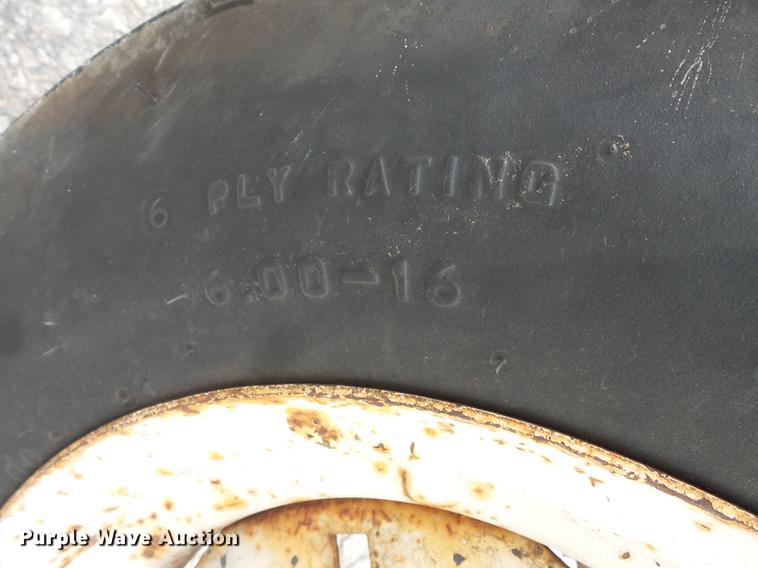 6 PLY RATING
6.00-16
Purple Wave Auction